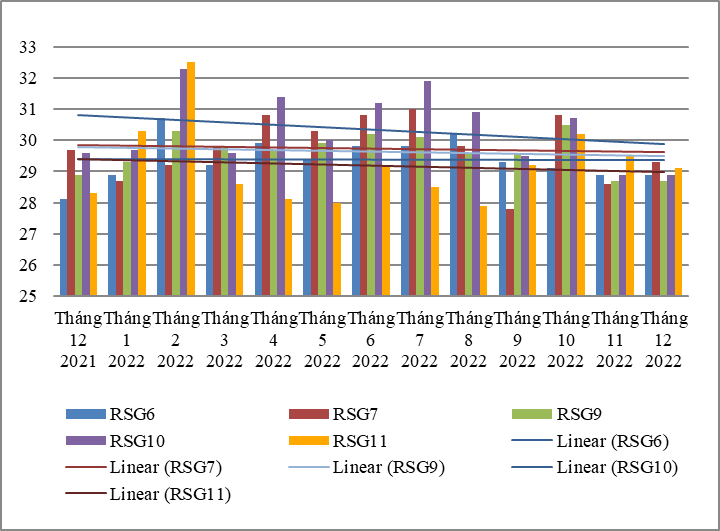 33
32
31
30
29
28
27
26
25
Tháng Tháng Tháng Tháng Tháng Tháng Tháng Tháng Tháng Tháng Tháng Tháng Tháng
12 1 2 3 4 5 6 7 8 9 10 11 12
2021 2022 2022 2022 2022 2022 2022 2022 2022 2022 2022 2022 2022
RSG6 RSG7 RSG9
RSG10 RSG11 Linear (RSG6)
Linear (RSG7) Linear (RSG9) Linear (RSG10)
Linear (RSG11)